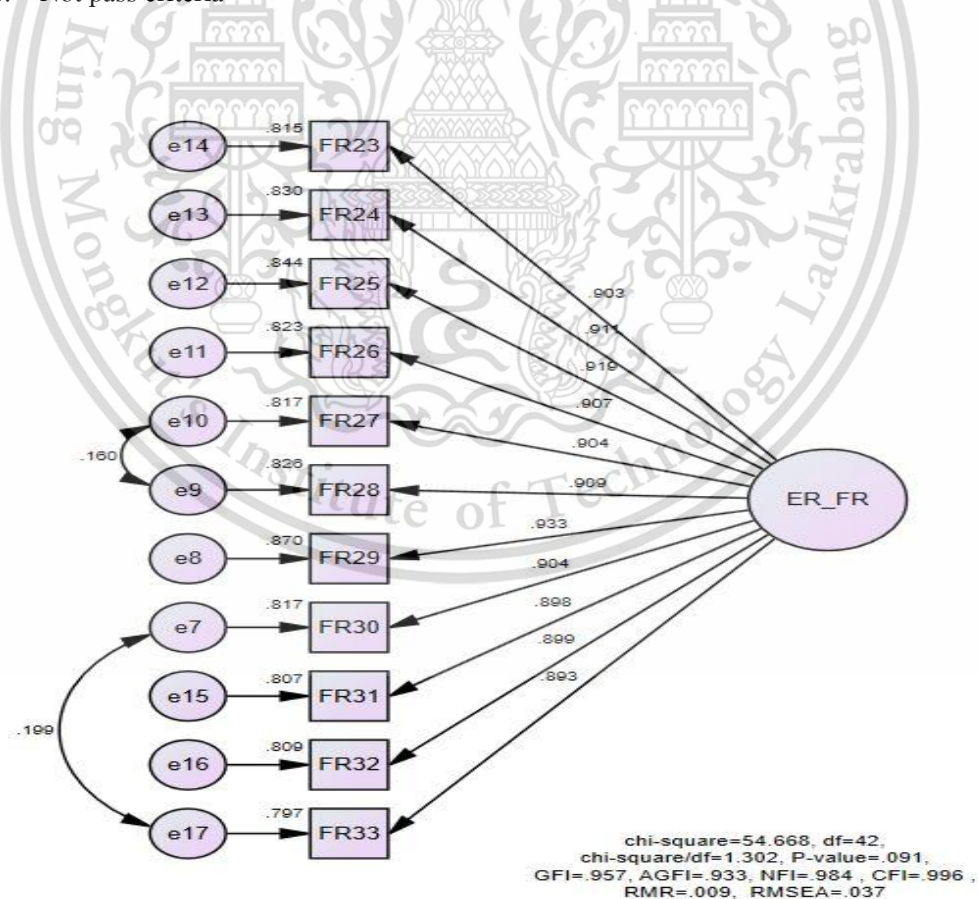 Not pass criteria
King Mongkut's Institute of Technology Ladkrabang
e14 .815 FR23
e13 .830 FR24
e12 .844 FR25
e11 .823 FR26
e10 .817 FR27
.160
e9 .826 FR28
e8 .870 FR29
e7 .817 FR30
e15 .807 FR31
.199
e16 .809 FR32
e17 .797 FR33
.903
.911
.919
.907
.904
.909
.933
.904
.898
.899
.893
ER_FR
chi-square=54.668, df=42,
chi-square/df=1.302, P-value=.091,
GFI=.957, AGFI=.933, NFI=.984 , CFI=.996 ,
RMR=.009, RMSEA=.037